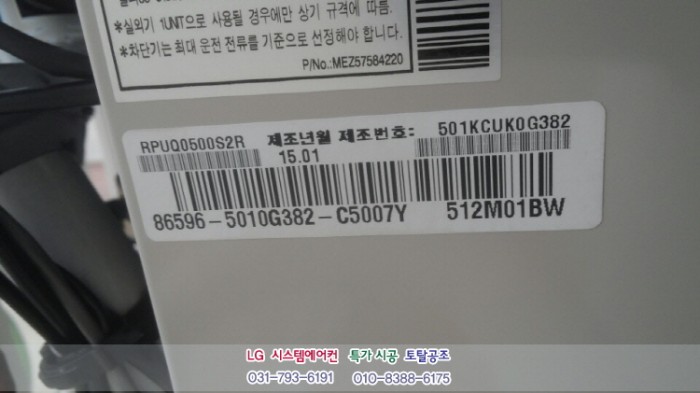 *실외기 1UNIT으로 사용될 경우에만 상기 규격에 따름.
*차단기는 최대 운전 전류를 기준으로 선정해야 합니다.
P/No.:MEZ57584220
RPUQ0500S2R 제조년월 제조번호: 501KCUK0G382
15.01
86596-5010G382-C5007Y 512M01BW
LG 시스템에어컨 특가시공 토탈공조
031-793-6191 010-8388-6175